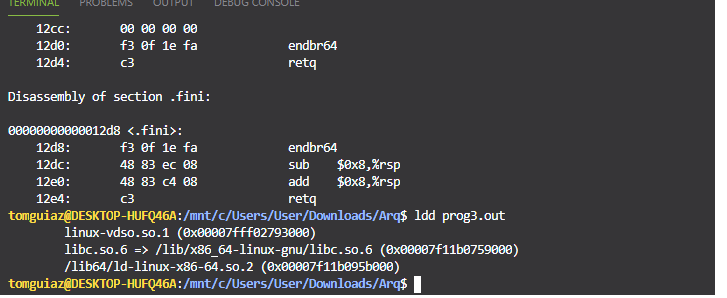 TERMINAL PROBLEMS OUTPUT DEBUG CONSOLE
12cc: 00 00 00 00
12d0: f3 0f 1e fa endbr64
12d4: c3 retq
Disassembly of section .fini:
00000000000012d8 <.fini>:
12d8: f3 0f 1e fa endbr64
12dc: 48 83 ec 08 sub $0x8,%rsp
12e0: 48 83 c4 08 add $0x8,%rsp
12e4: c3 retq
tomguiaz@DESKTOP-HUFQ46A:/mnt/c/Users/User/Downloads/Arq$ ldd prog3.out
linux-vdso.so.1 (0x00007fff02793000)
libc.so.6 => /lib/x86_64-linux-gnu/libc.so.6 (0x00007f11b0759000)
/lib64/ld-linux-x86-64.so.2 (0x00007f11b095b000)
tomguiaz@DESKTOP-HUFQ46A:/mnt/c/Users/User/Downloads/Arq$